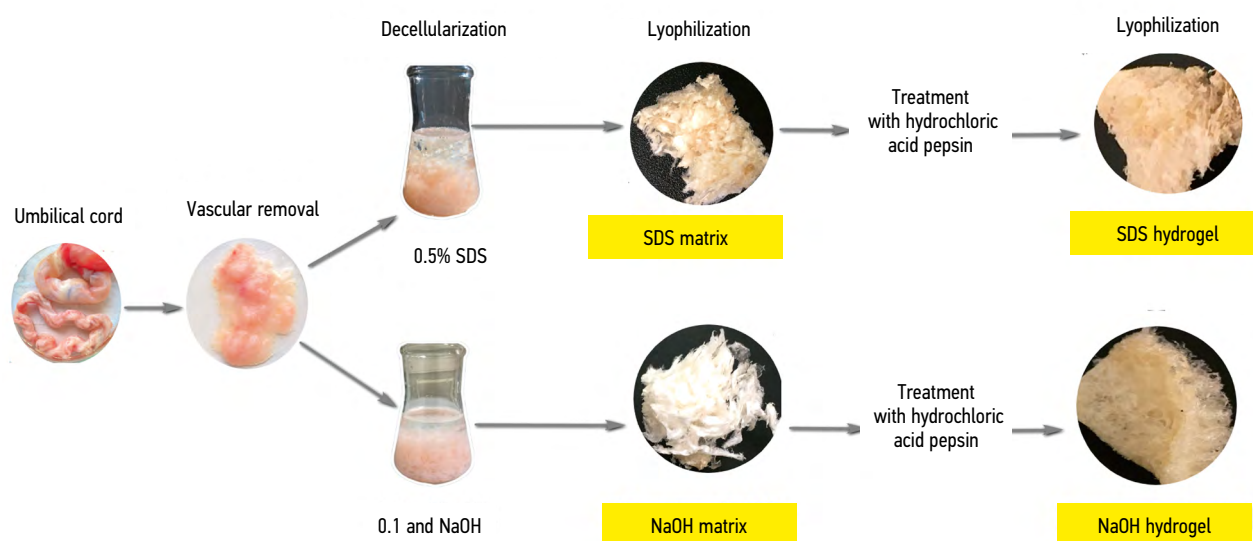 Decellularization
Lyophilization
Lyophilization
Umbilical cord
Vascular removal
0.5% SDS
SDS matrix
Treatment
with hydrochloric
acid pepsin
SDS hydrogel
0.1 and NaOH
NaOH matrix
Treatment
with hydrochloric
acid pepsin
NaOH hydrogel